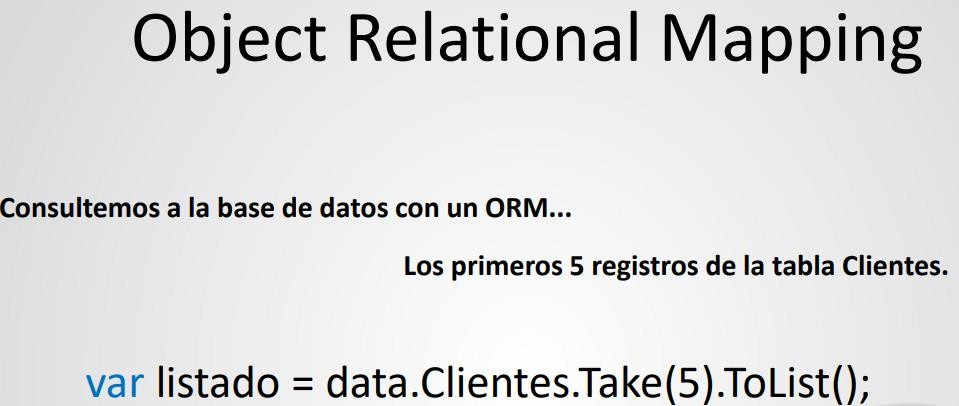 Object Relational Mapping
Consultemos a la base de datos con un ORM...
Los primeros 5 registros de la tabla Clientes.
var listado = data.Clientes.Take(5).ToList();